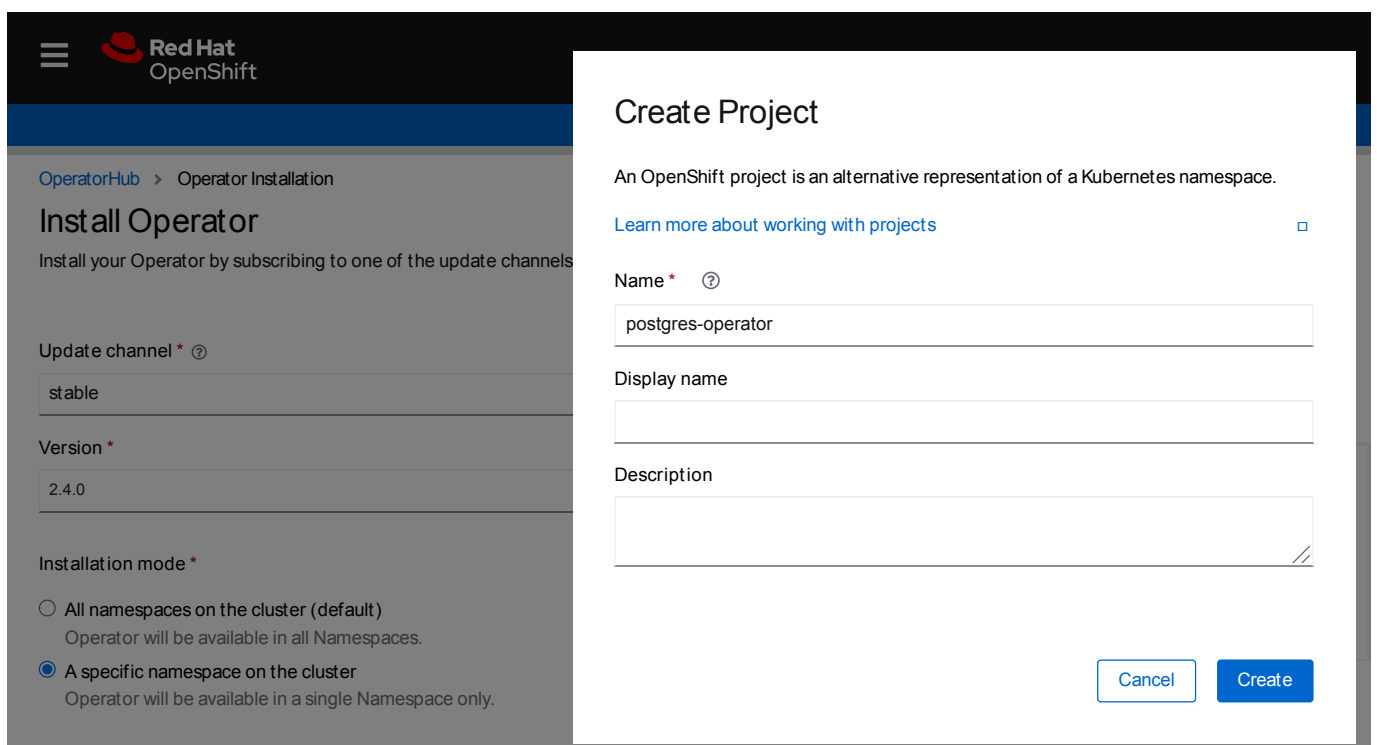 Red Hat
OpenShift
OperatorHub > Operator Installation
Install Operator
Install your Operator by subscribing to one of the update channels
Update channel *
stable
Version *
2.4.0
Installation mode *
All namespaces on the cluster (default)
Operator will be available in all Namespaces.
A specific namespace on the cluster
Operator will be available in a single Namespace only.
Create Project
An OpenShift project is an alternative representation of a Kubernetes namespace.
Learn more about working with projects
Name *
postgres-operator
Display name
Description
Cancel
Create